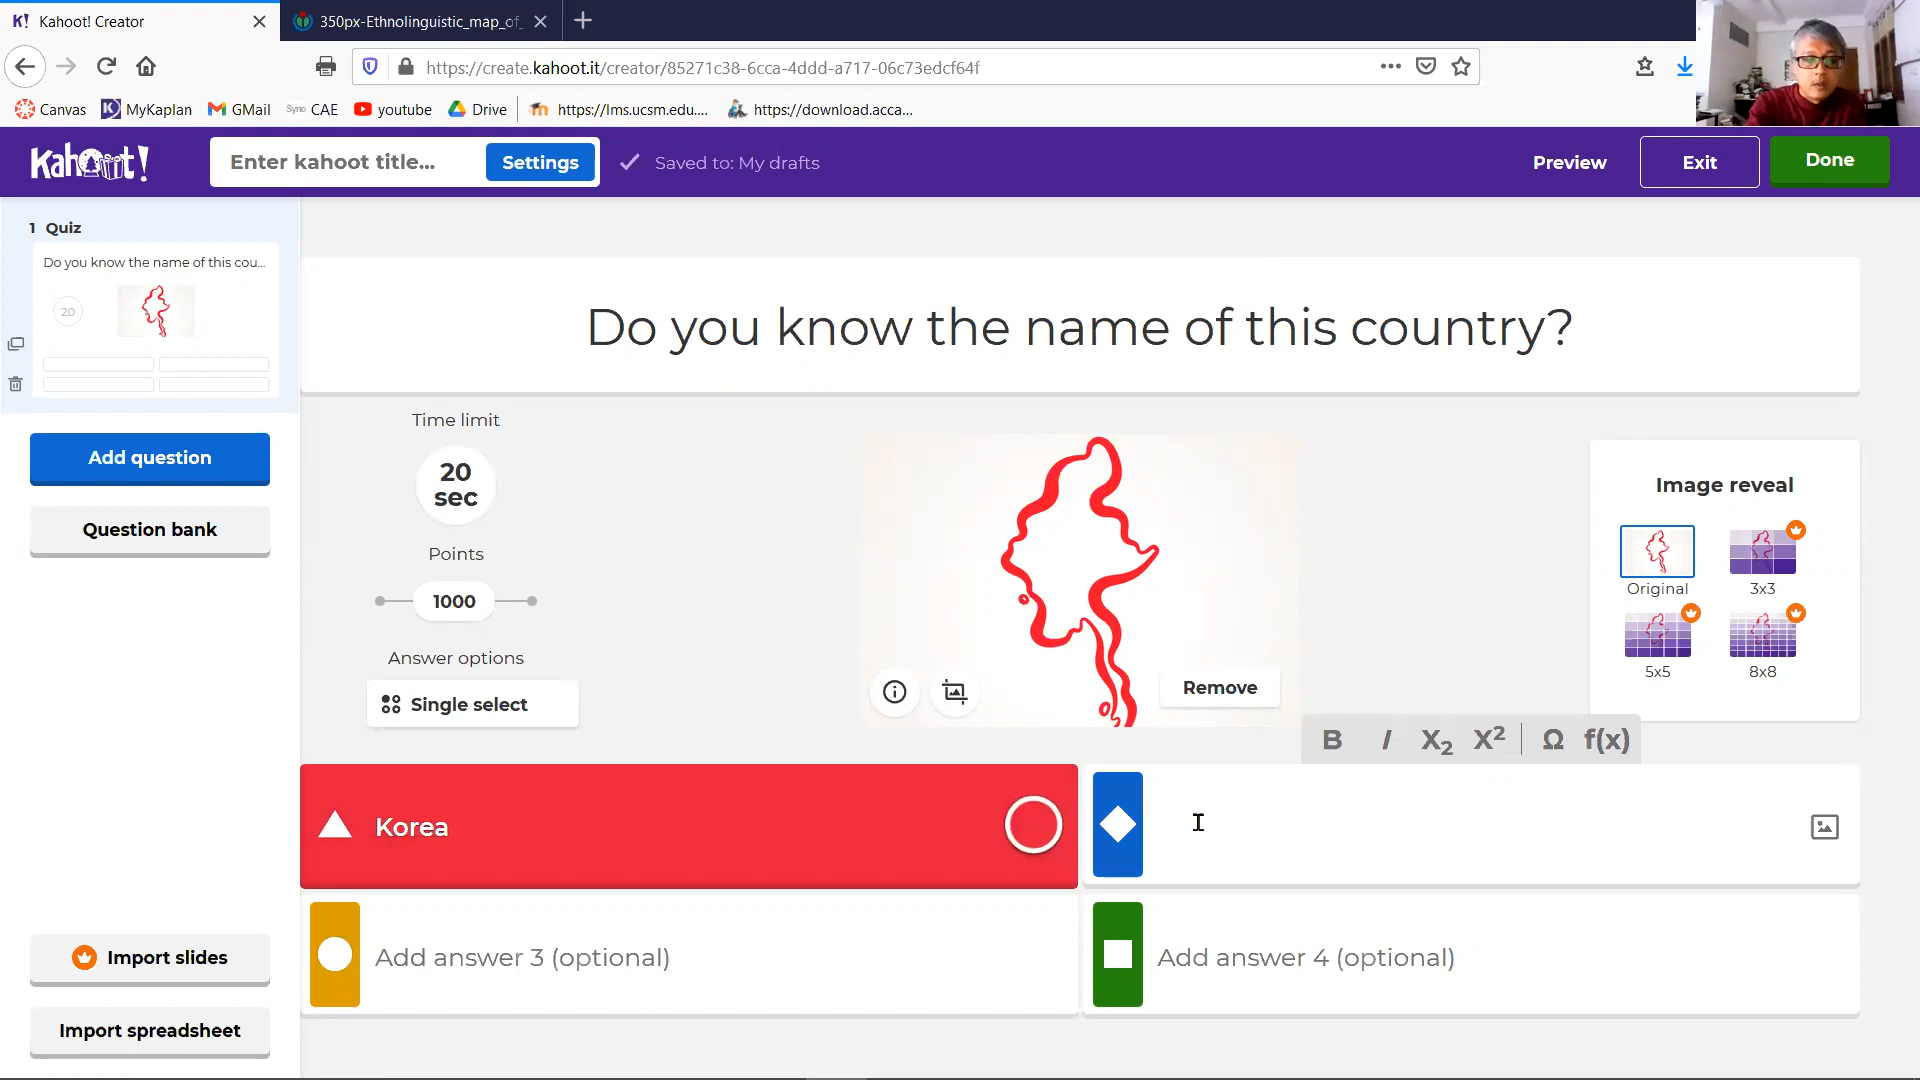 K! Kahoot! Creator
350px-Ethnolinguistic_map_of_
https://create.kahoot.it/creator/85271c38-6cca-4ddd-a717-06c73edcf64f
Canvas MyKaplan GMail Syno CAE youtube Drive https://lms.ucsm.edu.... https://download.acca...
Kahoot! Enter kahoot title... Settings Saved to: My drafts Preview Exit Done
1 Quiz
Do you know the name of this cou...
20
Add question
Question bank
Import slides
Import spreadsheet
Do you know the name of this country?
Time limit
20
sec
Points
1000
Answer options
Single select
Remove
Image reveal
Original 3x3
5x5 8x8
B I X₂ X² Ω f(x)
Korea
Add answer 3 (optional) Add answer 4 (optional)